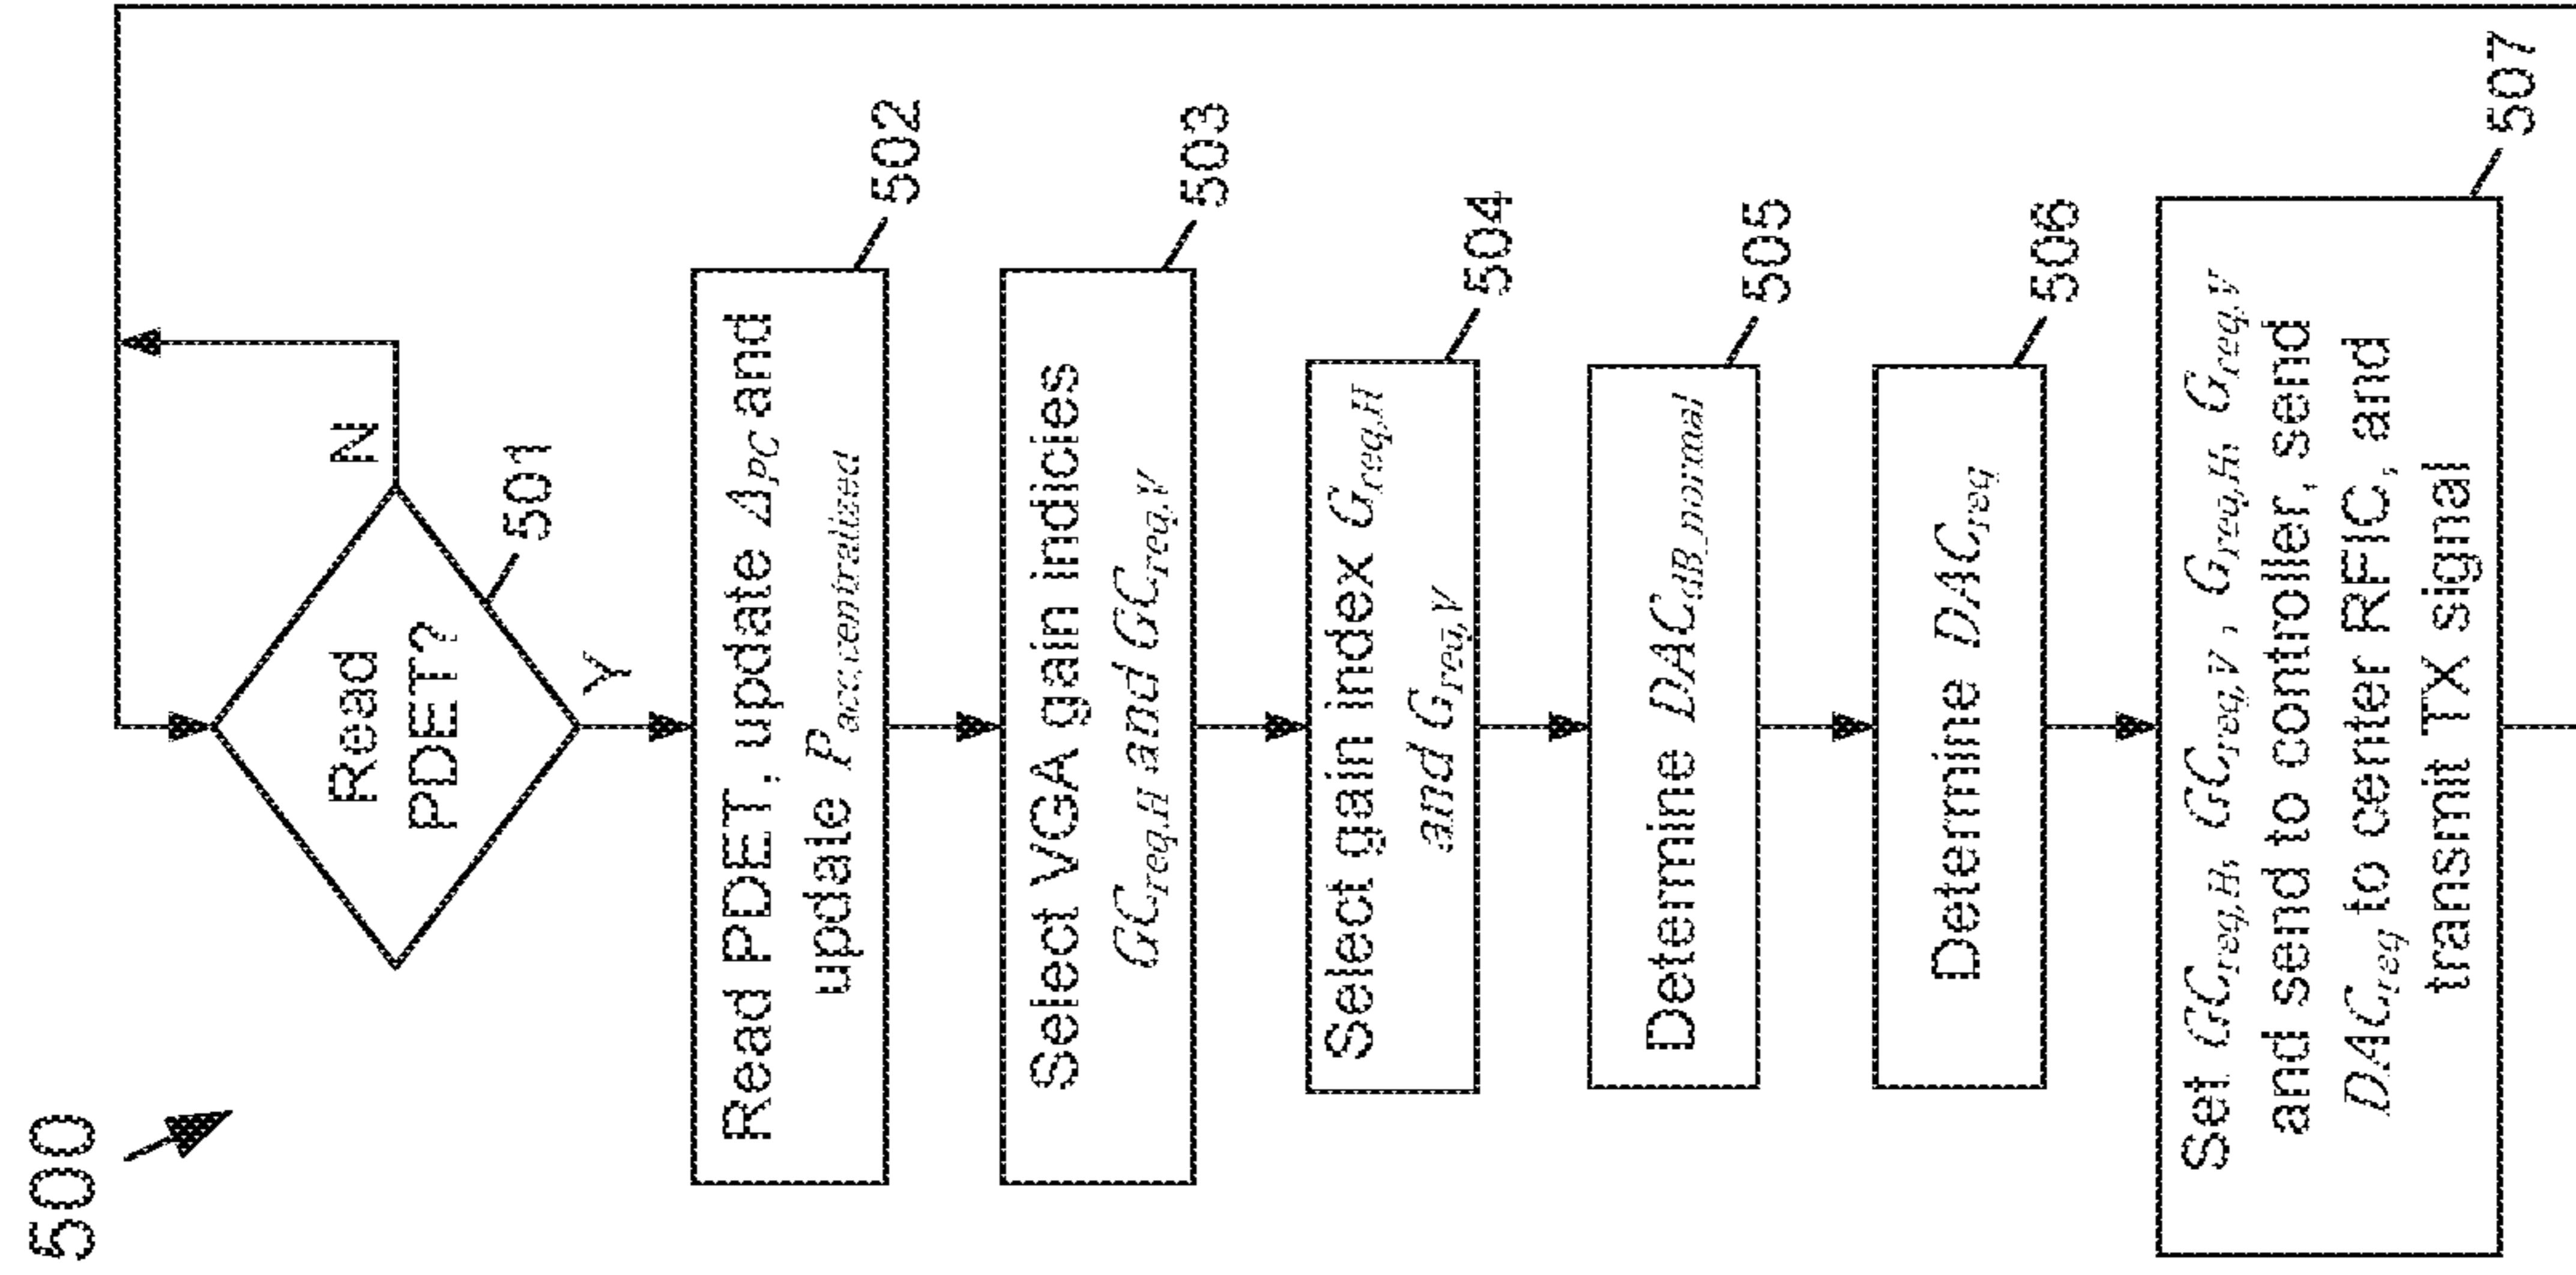 500
Read
PDET?
N
501
Y
Read PDET, update Δ_PC and
update P_acc,centralized
502
Select VGA gain indicies
GC_req,H and GC_req,V
503
Select gain index G_req,H
and G_req,V
504
Determine DAC_dB_normal
505
Determine DAC_req
506
Set GC_req,H, GC_req,V, G_req,H, G_req,V
and send to controller, send
DAC_req to center RFIC, and
transmit TX signal
507